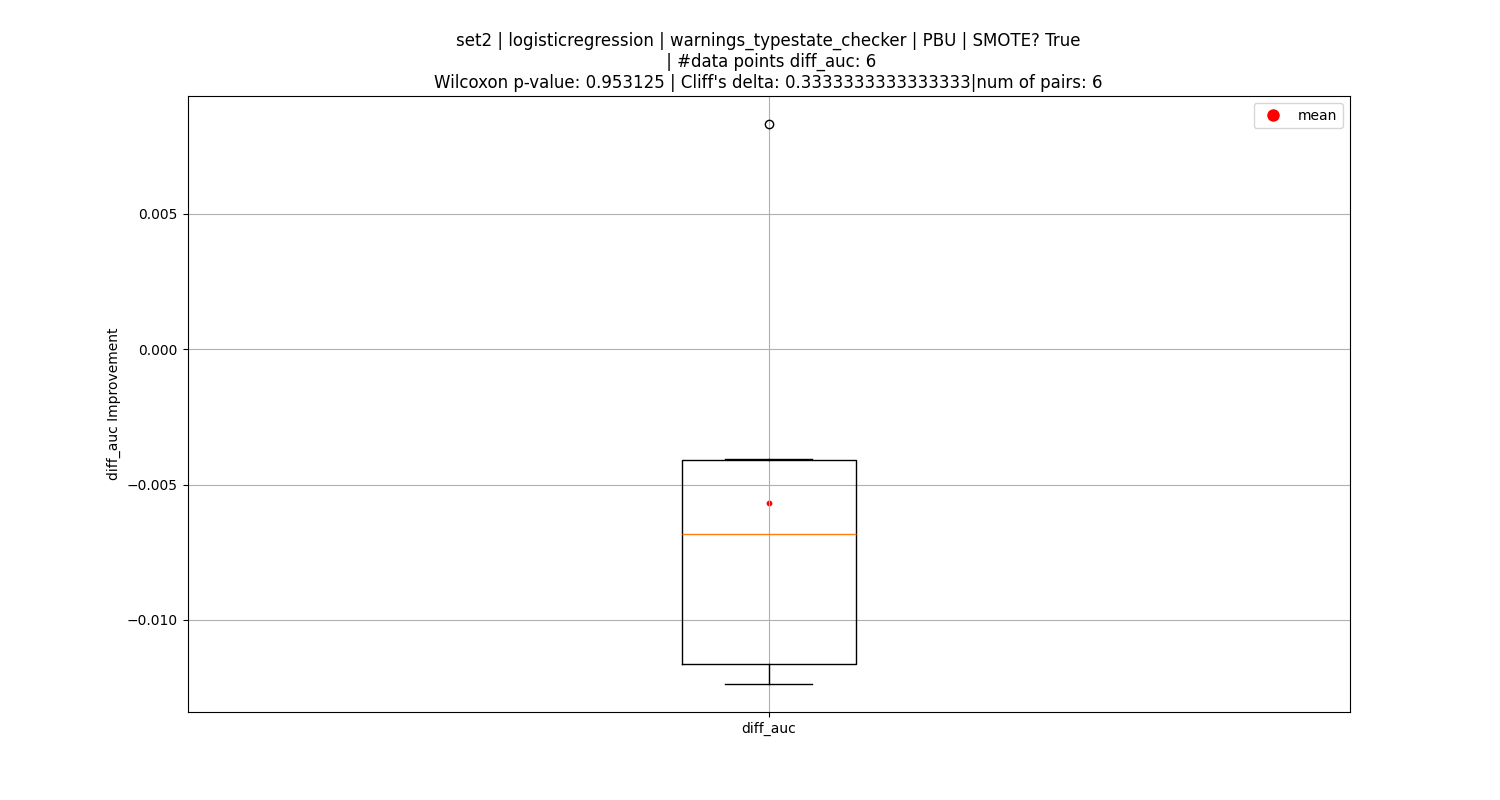 set2 | logisticregression | warnings_typestate_checker | PBU | SMOTE? True
| #data points diff_auc: 6
Wilcoxon p-value: 0.953125 | Cliff's delta: 0.3333333333333333|num of pairs: 6
mean
0.005
0.000
−0.005
−0.010
diff_auc Improvement
diff_auc